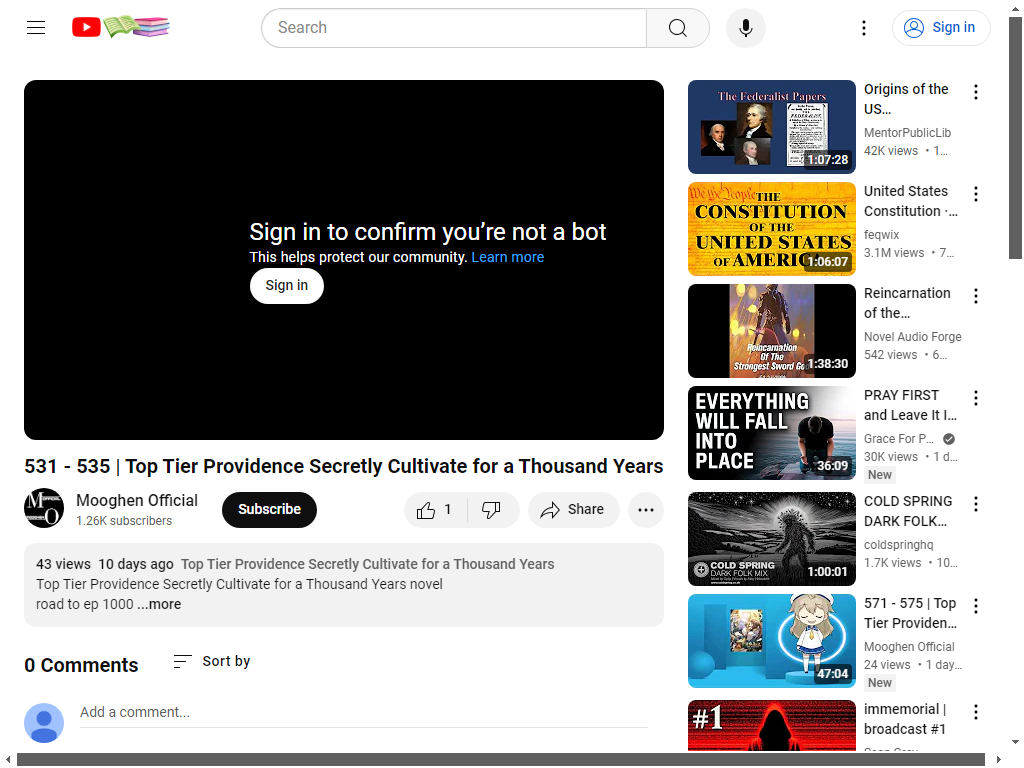 Search
Sign in
Sign in to confirm you're not a bot
This helps protect our community. Learn more
Sign in
531 - 535 | Top Tier Providence Secretly Cultivate for a Thousand Years
Mooghen Official
1.26K subscribers
Subscribe
1
Share
43 views 10 days ago Top Tier Providence Secretly Cultivate for a Thousand Years
Top Tier Providence Secretly Cultivate for a Thousand Years novel
road to ep 1000 ...more
0 Comments
Sort by
Add a comment...
The Federalist Papers
1:07:28
Origins of the
US...
MentorPublicLib
42K views • 1...
We the People
THE
CONSTITUTION
OF THE
UNITED STATES
OF AMERICA
1:06:07
United States
Constitution ·...
feqwix
3.1M views • 7...
Reincarnation
Of The
Strongest Sword God
1:38:30
Reincarnation
of the...
Novel Audio Forge
542 views • 6...
EVERYTHING
WILL FALL
INTO
PLACE
36:09
PRAY FIRST
and Leave It I...
Grace For P...
30K views • 1 d...
New
COLD SPRING
DARK FOLK MIX
1:00:01
COLD SPRING
DARK FOLK...
coldspringhq
1.7K views • 10...
47:04
571 - 575 | Top
Tier Providen...
Mooghen Official
24 views • 1 day...
New
#1
immemorial |
broadcast #1